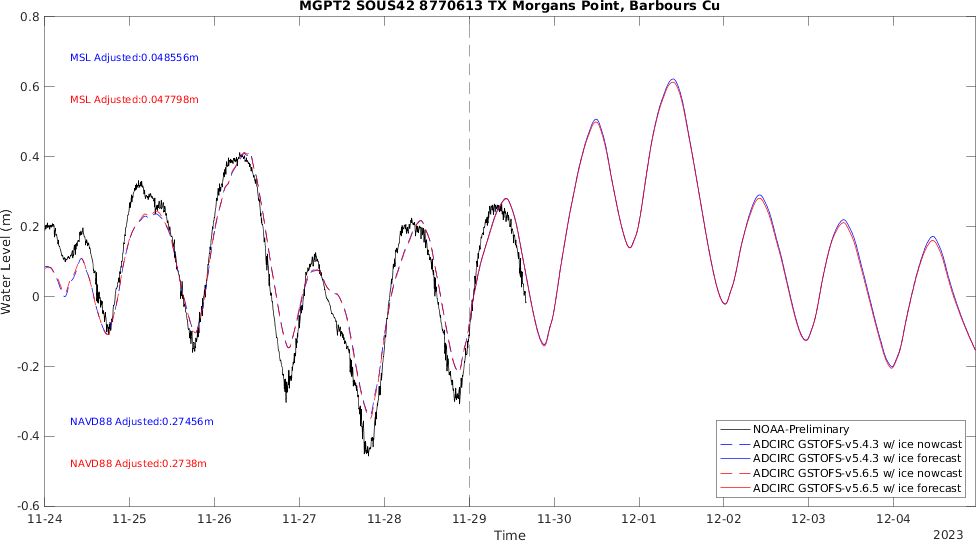 MGPT2 SOUS42 8770613 TX Morgans Point, Barbours Cu
0.8
0.6
0.4
0.2
0
-0.2
-0.4
-0.6
Water Level (m)
MSL Adjusted:0.048556m
MSL Adjusted:0.047798m
NAVD88 Adjusted:0.27456m
NAVD88 Adjusted:0.2738m
NOAA-Preliminary
ADCIRC GSTOFS-v5.4.3 w/ ice nowcast
ADCIRC GSTOFS-v5.4.3 w/ ice forecast
ADCIRC GSTOFS-v5.6.5 w/ ice nowcast
ADCIRC GSTOFS-v5.6.5 w/ ice forecast
11-24 11-25 11-26 11-27 11-28 11-29 11-30 12-01 12-02 12-03 12-04
Time
2023